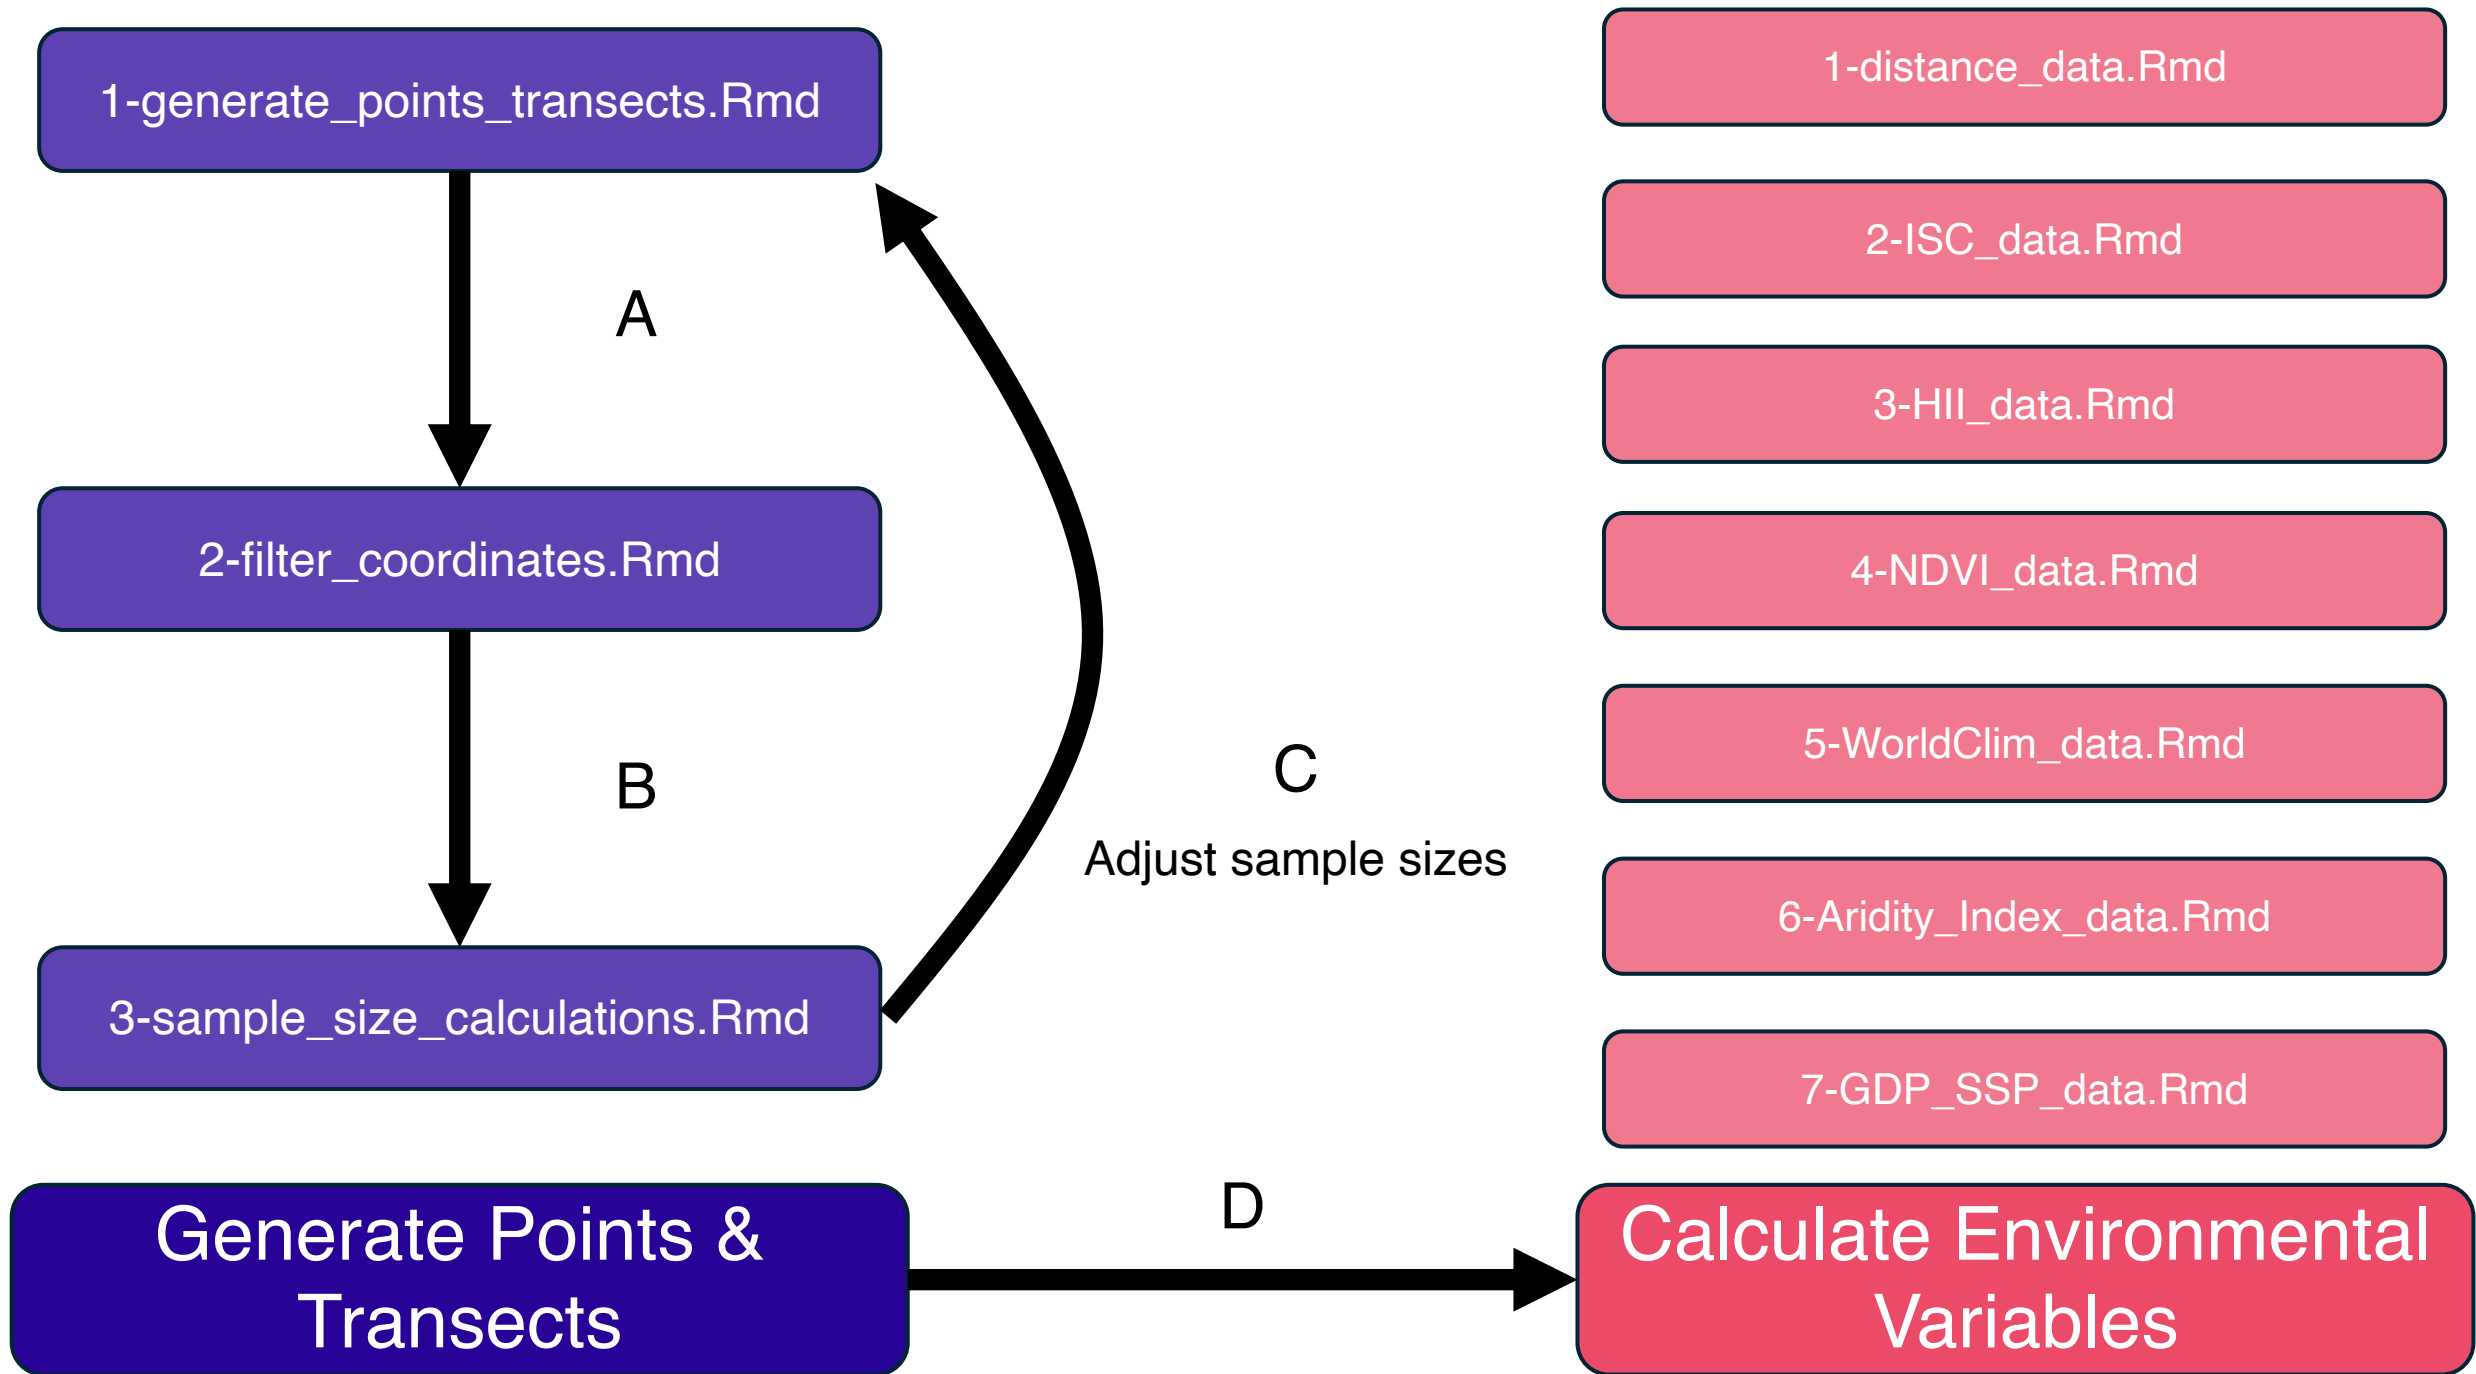 1-generate_points_transects.Rmd
A
2-filter_coordinates.Rmd
B
3-sample_size_calculations.Rmd
C
Adjust sample sizes
Generate Points &
Transects
D
1-distance_data.Rmd
2-ISC_data.Rmd
3-HII_data.Rmd
4-NDVI_data.Rmd
5-WorldClim_data.Rmd
6-Aridity_Index_data.Rmd
7-GDP_SSP_data.Rmd
Calculate Environmental
Variables